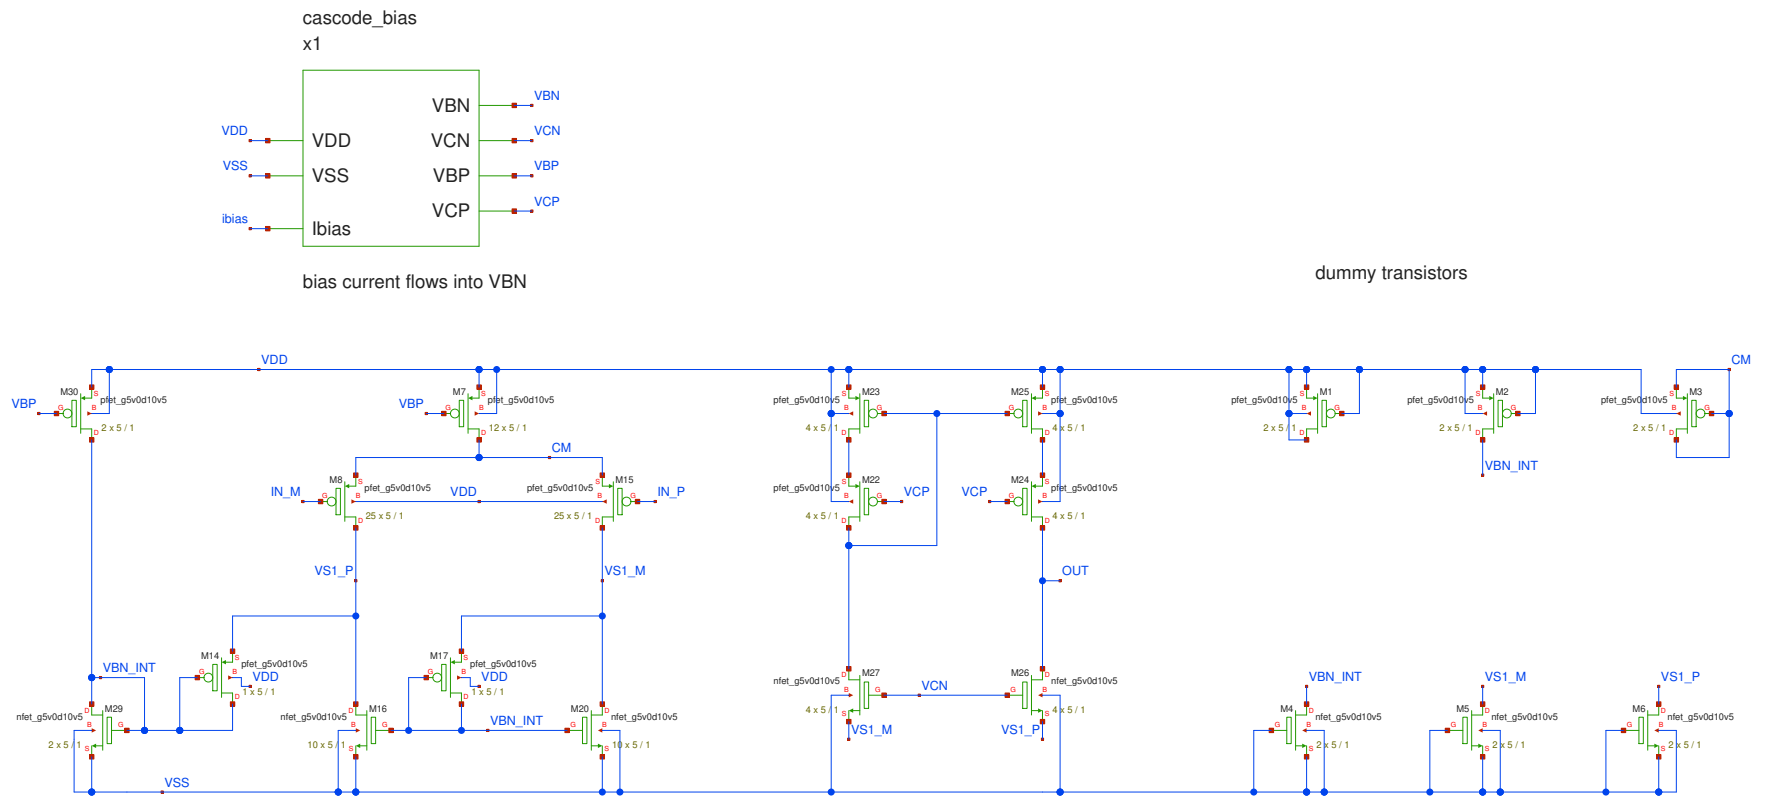 cascode_bias
x1
VDD
VSS
ibias
VDD
VSS
Ibias
VBN
VCN
VBP
VCP
VBN
VCN
VBP
VCP
bias current flows into VBN
dummy transistors
VDD
CM
VBP
M30
S
pfet_g5v0d10v5
G
B
2 x 5 / 1
D
VBP
M7
S
pfet_g5v0d10v5
G
B
12 x 5 / 1
D
M23
S
pfet_g5v0d10v5
G
B
4 x 5 / 1
D
M25
S
pfet_g5v0d10v5
G
B
4 x 5 / 1
D
M1
S
pfet_g5v0d10v5
G
B
2 x 5 / 1
D
M2
S
pfet_g5v0d10v5
G
B
2 x 5 / 1
D
VBN_INT
M3
S
pfet_g5v0d10v5
G
B
2 x 5 / 1
D
CM
IN_M
M8
S
pfet_g5v0d10v5
G
B
25 x 5 / 1
D
VDD
M15
S
pfet_g5v0d10v5
G
B
25 x 5 / 1
D
IN_P
M22
S
pfet_g5v0d10v5
G
B
4 x 5 / 1
D
VCP
VCP
M24
S
pfet_g5v0d10v5
G
B
4 x 5 / 1
D
VS1_P
VS1_M
OUT
VBN_INT
M14
S
pfet_g5v0d10v5
G
B
VDD
1 x 5 / 1
D
M17
S
pfet_g5v0d10v5
G
B
VDD
1 x 5 / 1
D
M29
D
nfet_g5v0d10v5
G
B
2 x 5 / 1
S
M16
D
nfet_g5v0d10v5
G
B
10 x 5 / 1
S
VBN_INT
M20
D
nfet_g5v0d10v5
G
B
10 x 5 / 1
S
M27
D
nfet_g5v0d10v5
G
B
4 x 5 / 1
S
VS1_M
VCN
M26
D
nfet_g5v0d10v5
G
B
4 x 5 / 1
S
VS1_P
VBN_INT
M4
D
nfet_g5v0d10v5
G
B
2 x 5 / 1
S
VS1_M
M5
D
nfet_g5v0d10v5
G
B
2 x 5 / 1
S
VS1_P
M6
D
nfet_g5v0d10v5
G
B
2 x 5 / 1
S
VSS